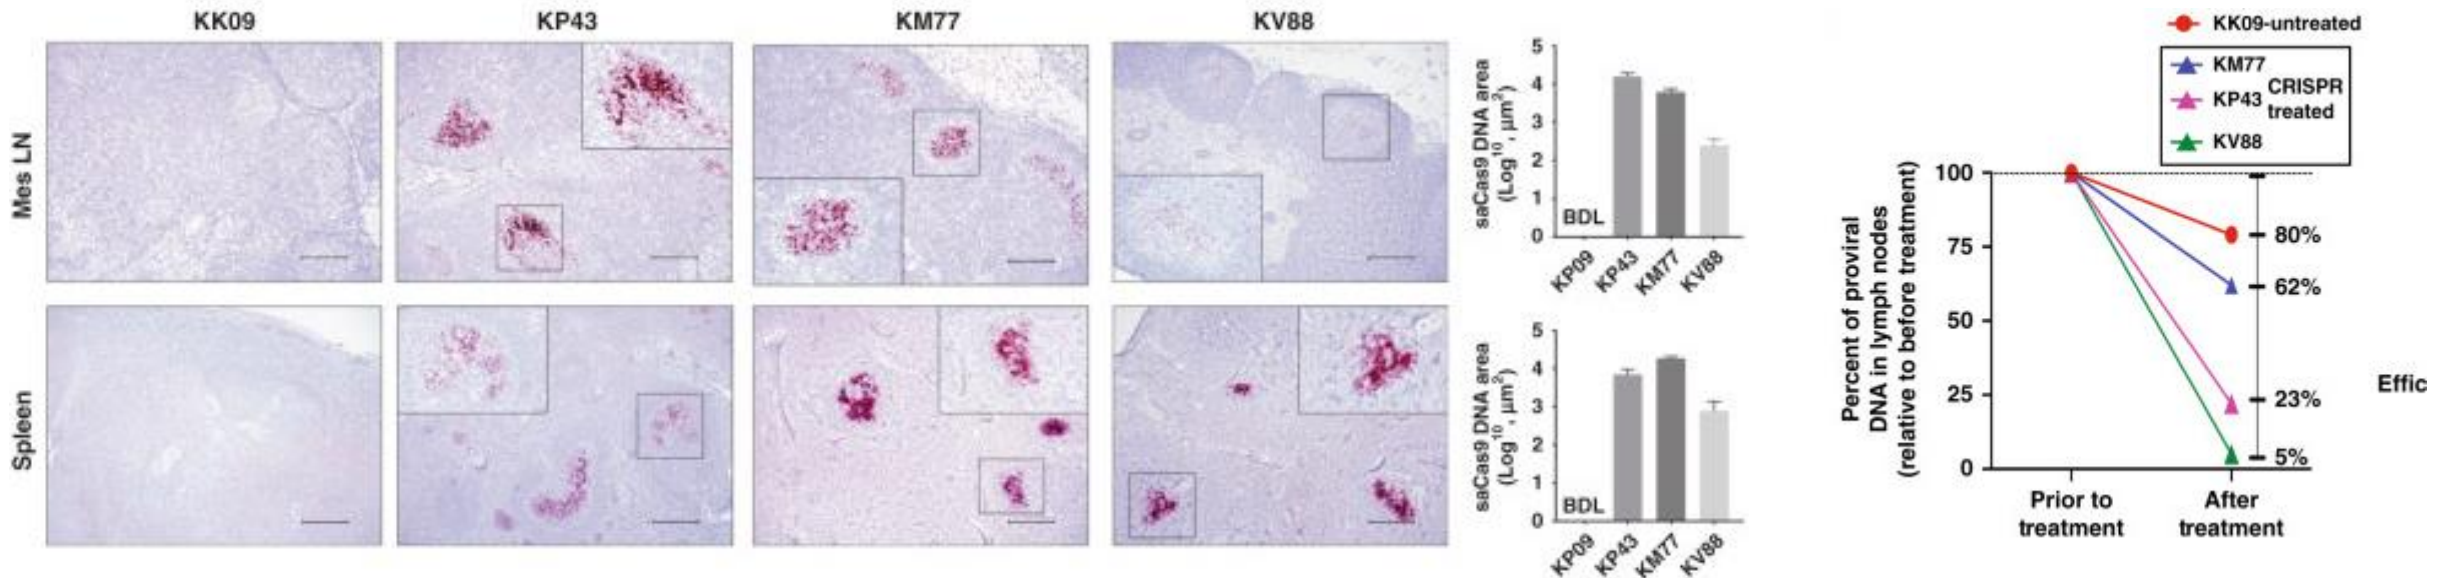 KK09
KP43
KM77
KV88
Mes LN
Spleen
saCas9 DNA area
(Log10, µm2)
5
4
3
2
1
0
BDL
KP09
KP43
KM77
KV88
saCas9 DNA area
(Log10, µm2)
5
4
3
2
1
0
BDL
KP09
KP43
KM77
KV88
KK09-untreated
KM77
KP43
KV88
CRISPR
treated
Percent of proviral
DNA in lymph nodes
(relative to before treatment)
100
75
50
25
0
80%
62%
23%
5%
Prior to
treatment
After
treatment
Effic